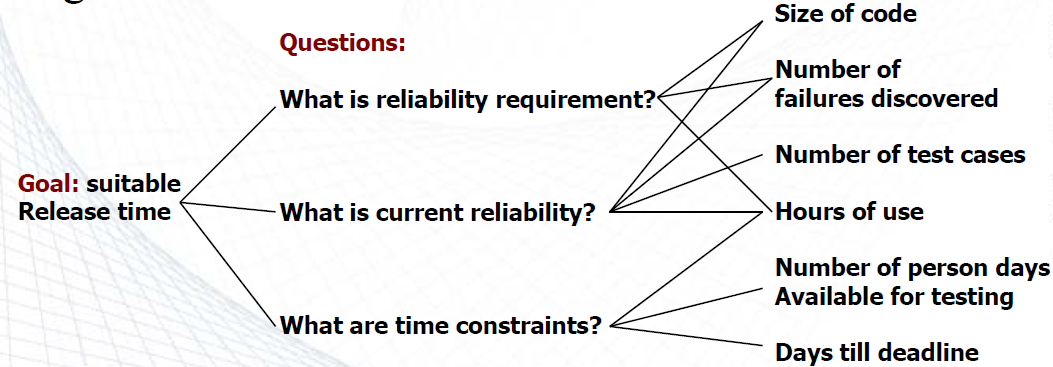 Questions:
Goal: suitable
Release time
What is reliability requirement?
What is current reliability?
What are time constraints?
Size of code
Number of
failures discovered
Number of test cases
Hours of use
Number of person days
Available for testing
Days till deadline